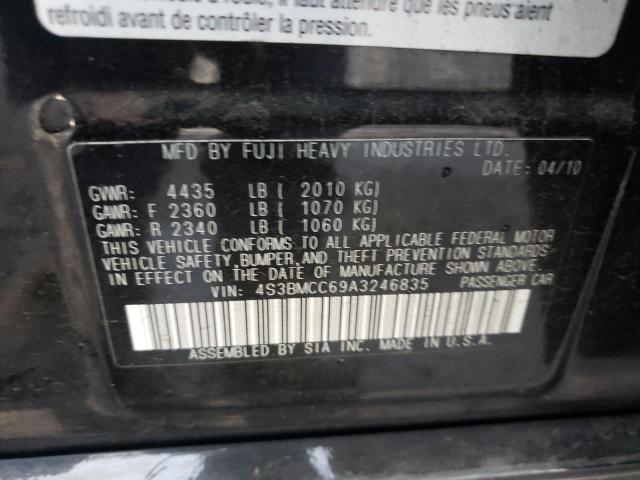 refroidi avant de contrôler la pression.
MFD BY FUJI HEAVY INDUSTRIES LTD.
DATE: 04/10
GVWR: 4435 LB ( 2010 KG)
GAWR: F 2360 LB ( 1070 KG)
GAWR: R 2340 LB ( 1060 KG)
THIS VEHICLE CONFORMS TO ALL APPLICABLE FEDERAL MOTOR
VEHICLE SAFETY, BUMPER, AND THEFT PREVENTION STANDARDS
IN EFFECT ON THE DATE OF MANUFACTURE SHOWN ABOVE.
VIN: 4S3BMCC69A3246835 PASSENGER CAR
ASSEMBLED BY SIA INC. MADE IN U.S.A.